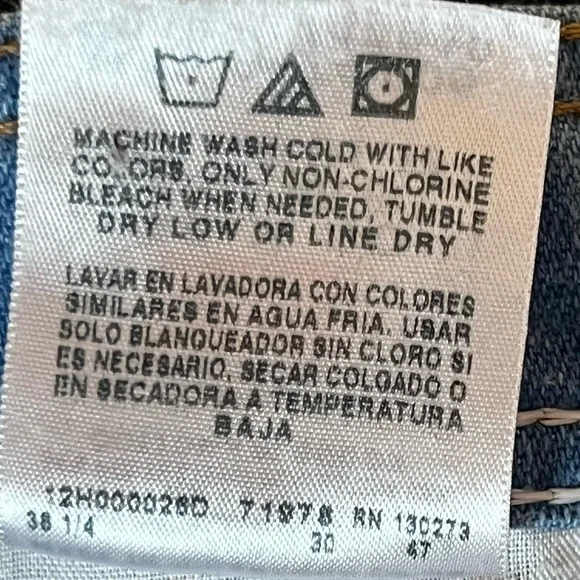 MACHINE WASH COLD WITH LIKE
COLORS, ONLY NON-CHLORINE
BLEACH WHEN NEEDED, TUMBLE
DRY LOW OR LINE DRY
LAVAR EN LAVADORA CON COLORES
SIMILARES EN AGUA FRIA. USAR
SOLO BLANQUEADOR SIN CLORO SI
ES NECESARIO. SECAR COLGADO O
EN SECADORA A TEMPERATURA
BAJA
12H000026D 71978 RN 130273
38 1/4 30 47